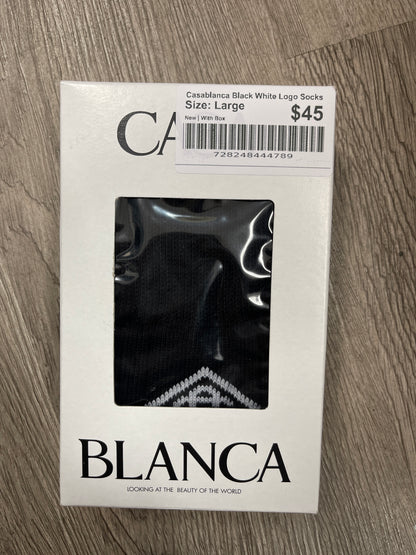 Casablanca Black White Logo Socks
Size: Large
$45
New | With Box
728248444789
CA
BLANCA
LOOKING AT THE BEAUTY OF THE WORLD